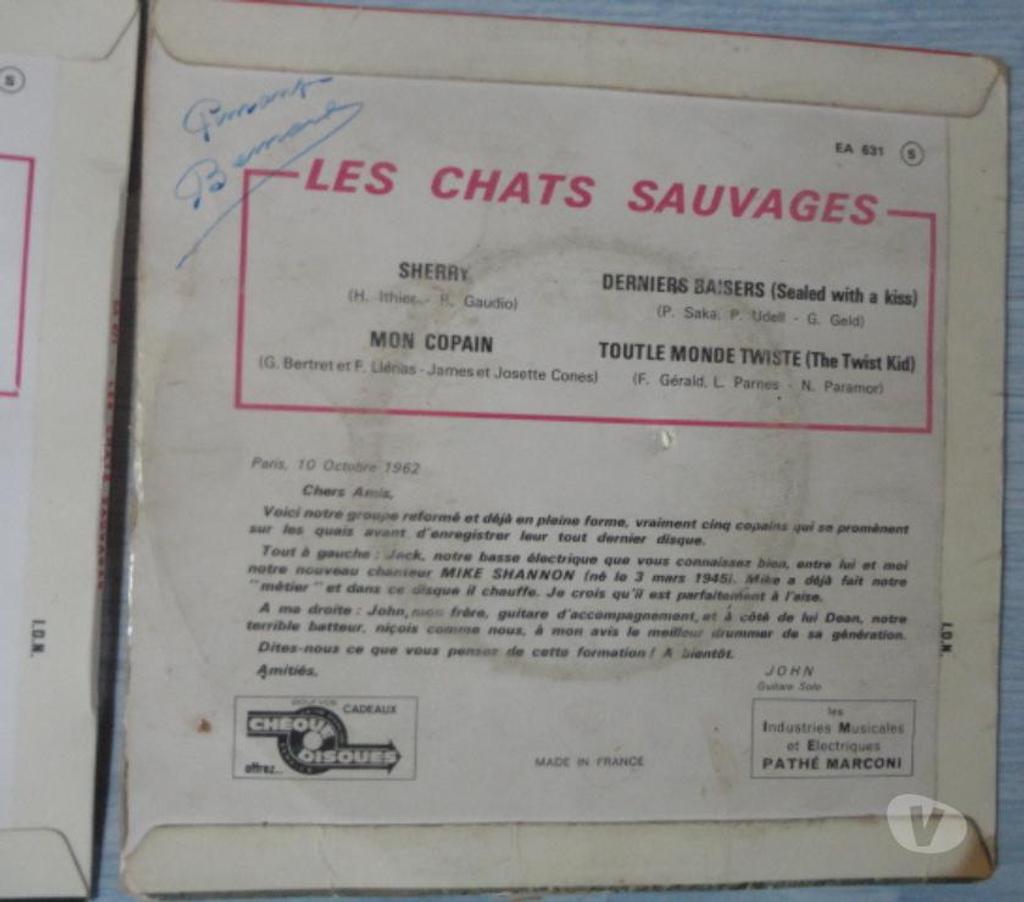 S
Bernard
EA 631 S
LES CHATS SAUVAGES
SHERRY
(H. Ithier - B. Gaudio)
MON COPAIN
(G. Bertret et F. Llénas - James et Josette Conès)
DERNIERS BAISERS (Sealed with a kiss)
(P. Saka, P. Udell - G. Geld)
TOUT LE MONDE TWISTE (The Twist Kid)
(F. Gérald, L. Parnes - N. Paramor)
Paris, 10 Octobre 1962
Chers Amis,
Voici notre groupe reformé et déjà en pleine forme, vraiment cinq copains qui se promènent
sur les quais avant d'enregistrer leur tout dernier disque.
Tout à gauche : Jack, notre basse électrique que vous connaissez bien, entre lui et moi
notre nouveau chanteur MIKE SHANNON (né le 3 mars 1945). Mike a déjà fait notre
"métier" et dans ce disque il chauffe. Je crois qu'il est parfaitement à l'aise.
A ma droite : John, mon frère, guitare d'accompagnement, et à côté de lui Dean, notre
terrible batteur, niçois comme nous, à mon avis le meilleur drummer de sa génération.
Dites-nous ce que vous pensez de cette formation ! A bientôt.
Amitiés.
JOHN
Guitare Solo
CADEAUX
CHEQUE
DISQUES
offrez...
MADE IN FRANCE
les
Industries Musicales
et Electriques
PATHÉ MARCONI
I.D.N.
I.D.N.
V